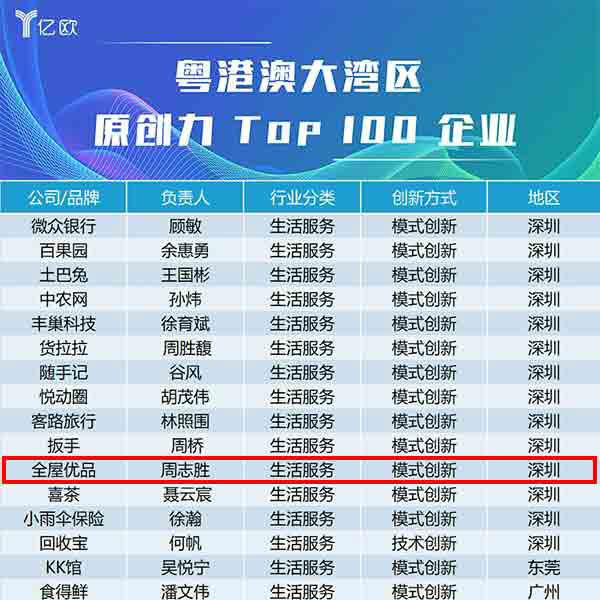 亿欧
粤港澳大湾区
原创力 Top 100 企业
公司/品牌 负责人 行业分类 创新方式 地区
微众银行 顾敏 生活服务 模式创新 深圳
百果园 余惠勇 生活服务 模式创新 深圳
土巴兔 王国彬 生活服务 模式创新 深圳
中农网 孙炜 生活服务 模式创新 深圳
丰巢科技 徐育斌 生活服务 模式创新 深圳
货拉拉 周胜馥 生活服务 模式创新 深圳
随手记 谷风 生活服务 模式创新 深圳
悦动圈 胡茂伟 生活服务 模式创新 深圳
客路旅行 林照围 生活服务 模式创新 深圳
扳手 周桥 生活服务 模式创新 深圳
全屋优品 周志胜 生活服务 模式创新 深圳
喜茶 聂云宸 生活服务 模式创新 深圳
小雨伞保险 徐瀚 生活服务 模式创新 深圳
回收宝 何帆 生活服务 技术创新 深圳
KK馆 吴悦宁 生活服务 模式创新 东莞
食得鲜 潘文伟 生活服务 模式创新 广州